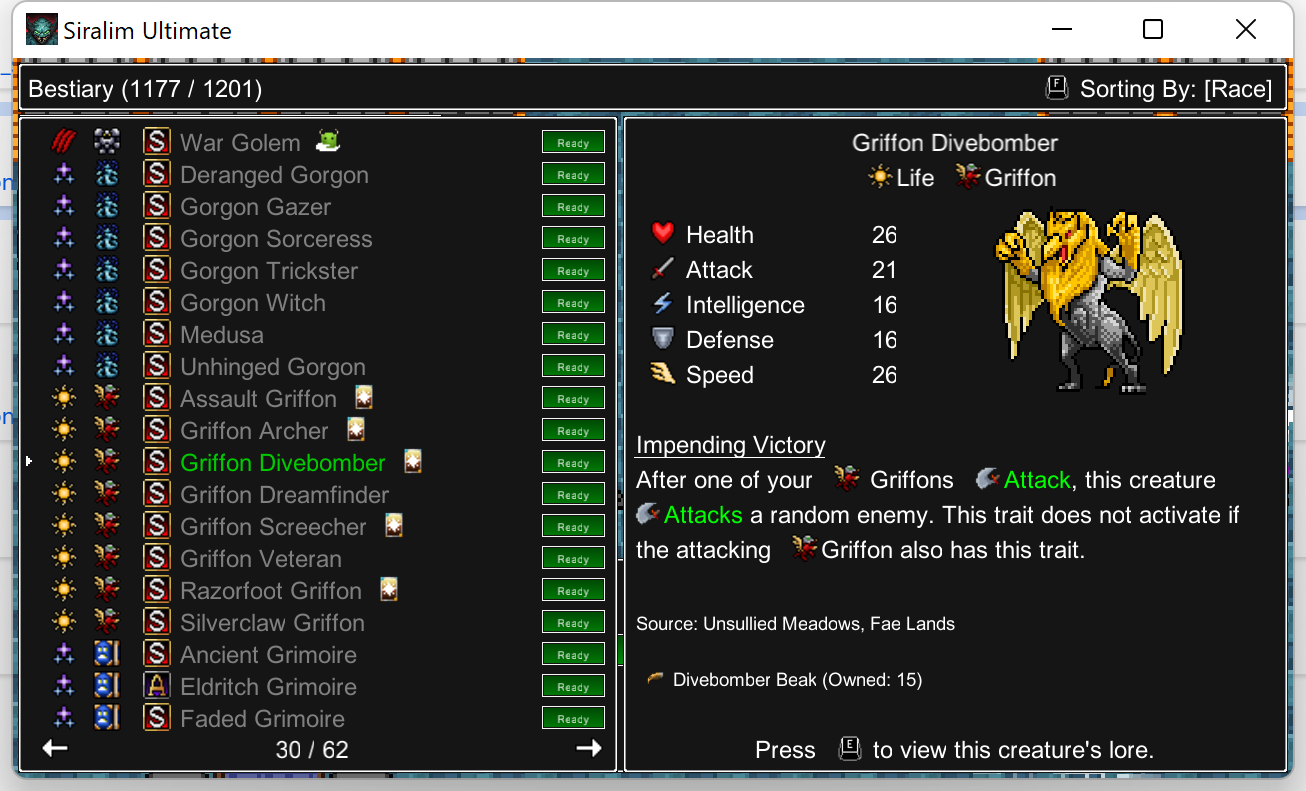 Siralim Ultimate
Bestiary (1177 / 1201)
F Sorting By: [Race]
S War Golem Ready
S Deranged Gorgon Ready
S Gorgon Gazer Ready
S Gorgon Sorceress Ready
S Gorgon Trickster Ready
S Gorgon Witch Ready
S Medusa Ready
S Unhinged Gorgon Ready
S Assault Griffon Ready
S Griffon Archer Ready
S Griffon Divebomber Ready
S Griffon Dreamfinder Ready
S Griffon Screecher Ready
S Griffon Veteran Ready
S Razorfoot Griffon Ready
S Silverclaw Griffon Ready
S Ancient Grimoire Ready
A Eldritch Grimoire Ready
S Faded Grimoire Ready
30 / 62
Griffon Divebomber
Life Griffon
Health 26
Attack 21
Intelligence 16
Defense 16
Speed 26
Impending Victory
After one of your Griffons Attack, this creature
Attacks a random enemy. This trait does not activate if
the attacking Griffon also has this trait.
Source: Unsullied Meadows, Fae Lands
Divebomber Beak (Owned: 15)
Press E to view this creature's lore.